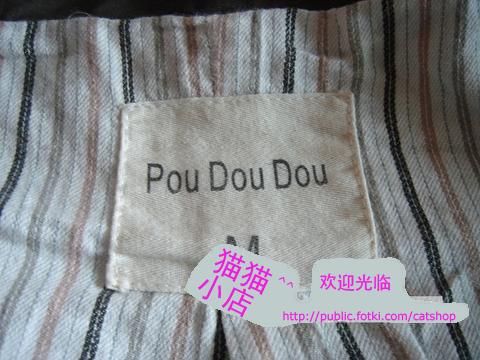 Pou Dou Dou
M
猫猫 ^^
小店
欢迎光临
http://public.fotki.com/catshop